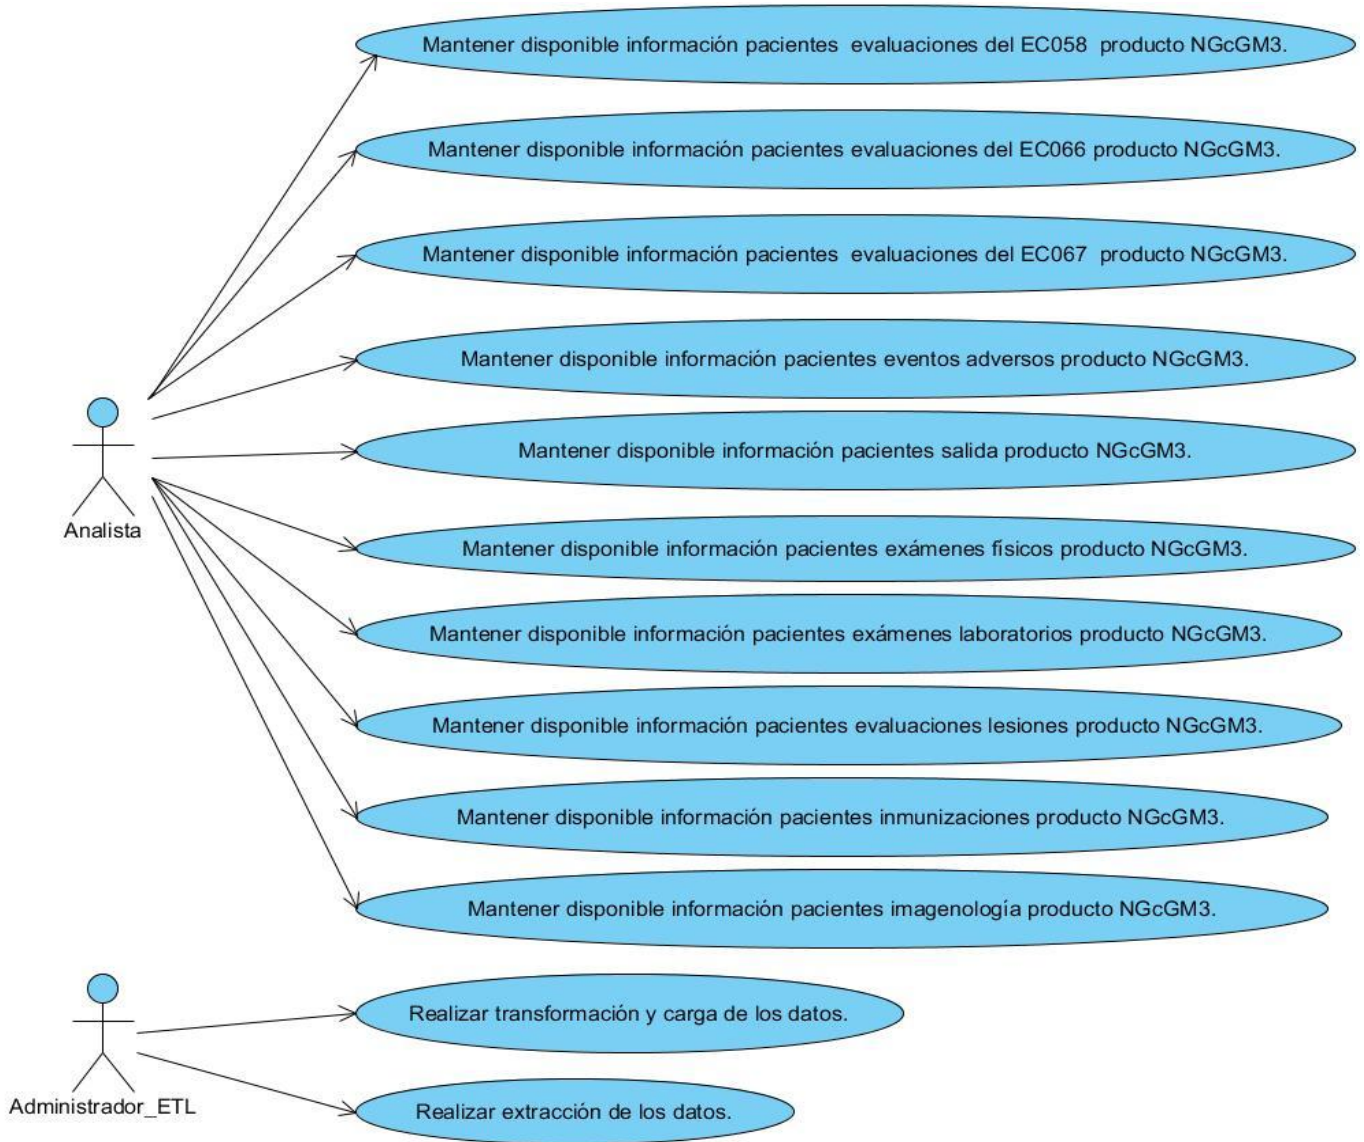 Mantener disponible información pacientes  evaluaciones del EC058  producto NGcGM3.
Mantener disponible información pacientes evaluaciones del EC066 producto NGcGM3.
Mantener disponible información pacientes  evaluaciones del EC067  producto NGcGM3.
Mantener disponible información pacientes eventos adversos producto NGcGM3.
Mantener disponible información pacientes salida producto NGcGM3.
Analista
Mantener disponible información pacientes exámenes físicos producto NGcGM3.
Mantener disponible información pacientes exámenes laboratorios producto NGcGM3.
Mantener disponible información pacientes evaluaciones lesiones producto NGcGM3.
Mantener disponible información pacientes inmunizaciones producto NGcGM3.
Mantener disponible información pacientes imagenología producto NGcGM3.
Realizar transformación y carga de los datos.
Administrador_ETL
Realizar extracción de los datos.